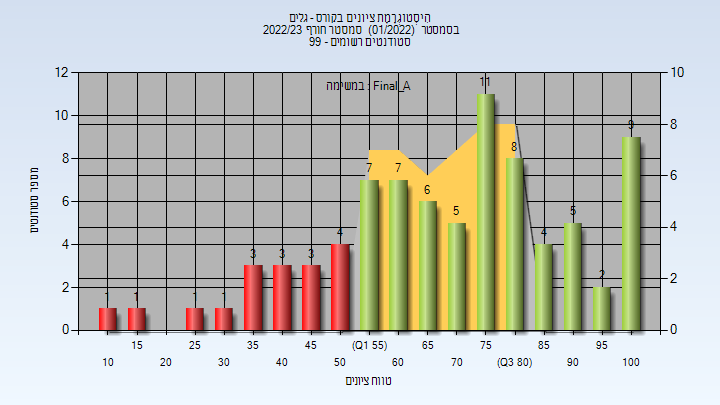 היסטוגרמת ציונים בקורס - גלים
בסמסטר (01/2022) סמסטר חורף 2022/23
סטודנטים רשומים - 99
במשימה : Final_A
מספר סטודנטים
12 10 8 6 4 2 0
10 8 6 4 2 0
1 1 1 1 3 3 3 4 7 7 6 5 11 8 4 5 2 9
15 25 35 45 (Q1 55) 65 75 85 95
10 20 30 40 50 60 70 (Q3 80) 90 100
טווח ציונים